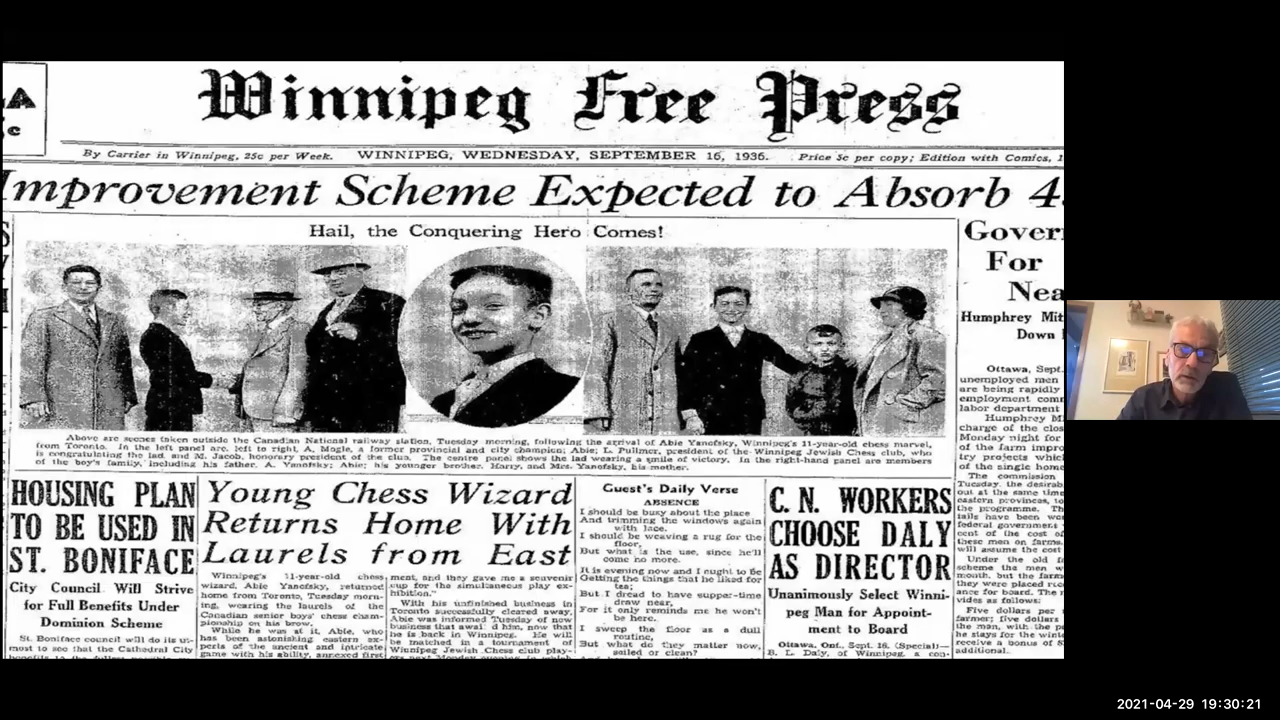 A
c
Winnipeg Free Press
By Carrier in Winnipeg, 25c per Week. WINNIPEG, WEDNESDAY, SEPTEMBER 16, 1936. Price 5c per copy; Edition with Comics, 1
Improvement Scheme Expected to Absorb 4
Hail, the Conquering Hero Comes!
Above are scenes taken outside the Canadian National railway station, Tuesday morning, following the arrival of Abie Yanofsky, Winnipeg's 11-year-old chess marvel,
from Toronto. In the left panel are, left to right, A. Mogle, a former provincial and city champion; Abie; L. Pullmer, president of the Winnipeg Jewish Chess club, who
is congratulating the lad, and M. Jacob, honorary president of the club. The centre panel shows the lad wearing a smile of victory. In the right-hand panel are members
of the boy's family, including his father, A. Yanofsky; Abie; his younger brother, Harry, and Mrs. Yanofsky, his mother.
HOUSING PLAN
TO BE USED IN
ST. BONIFACE
City Council Will Strive
for Full Benefits Under
Dominion Scheme
St. Boniface council will do its ut-
most to see that the Cathedral City
Young Chess Wizard
Returns Home With
Laurels from East
Winnipeg's 11-year-old chess
wizard, Abie Yanofsky, returned
home from Toronto, Tuesday morn-
ing, wearing the laurels of the
Canadian senior boys' chess cham-
pionship on his brow.
While he was at it, Abie, who
has been astonishing eastern ex-
perts of the ancient and intricate
game with his ability, annexed first
ment, and they gave me a souvenir
cup for the simultaneous play ex-
hibition."
With his unfinished business in
Toronto successfully cleared away,
Abie was informed Tuesday of new
business that awaited him, now that
he is back in Winnipeg. He will
be matched in a tournament of
Winnipeg Jewish Chess club play-
ers next Monday evening, in which
Guest's Daily Verse
ABSENCE
I should be busy about the place
And trimming the windows again
with lace.
I should be weaving a rug for the
floor,
But what is the use, since he'll
come no more.
It is evening now and I ought to be
Getting the things that he liked for
tea;
But I dread to have supper-time
draw near,
For it only reminds me he won't
be here.
I sweep the floor as a dull
routine,
But what do they matter now,
soiled or clean?
C. N. WORKERS
CHOOSE DALY
AS DIRECTOR
Unanimously Select Winni-
peg Man for Appoint-
ment to Board
Ottawa, Ont., Sept. 16. (Special)—
B. L. Daly, of Winnipeg, a con-
Gover
For
Nea
Humphrey Mit
Down
Ottawa, Sept.
unemployed men
are being rapidly
employment com
labor department
Humphrey M
charge of the clos
Monday night for
of the farm impro
try projects whic
of the single home
The commission
Tuesday, the desirab
out at the same time
eastern provinces, to
the programme. Th
federal government
cent of the cost of
these men on farms.
will assume the cost
Under the old f
scheme the men w
month, but the farm
they were placed rec
ance for board. The n
vides as follows:
Five dollars per
farmer; five dollars
the man, with the p
he stays for the winte
receive a bonus of $
additional.
2021-04-29 19:30:21